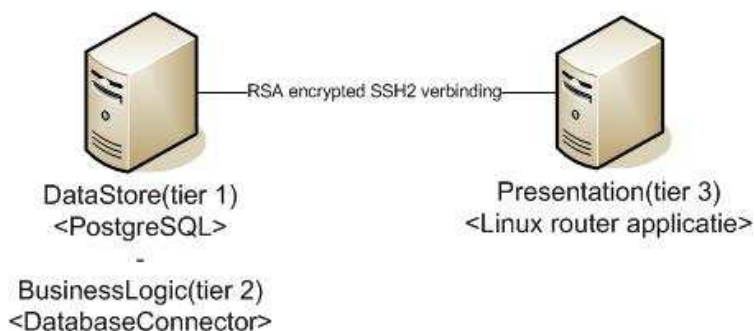 RSA encrypted SSH2 verbinding
DataStore(tier 1)
<PostgreSQL>
-
BusinessLogic(tier 2)
<DatabaseConnector>
Presentation(tier 3)
<Linux router applicatie>